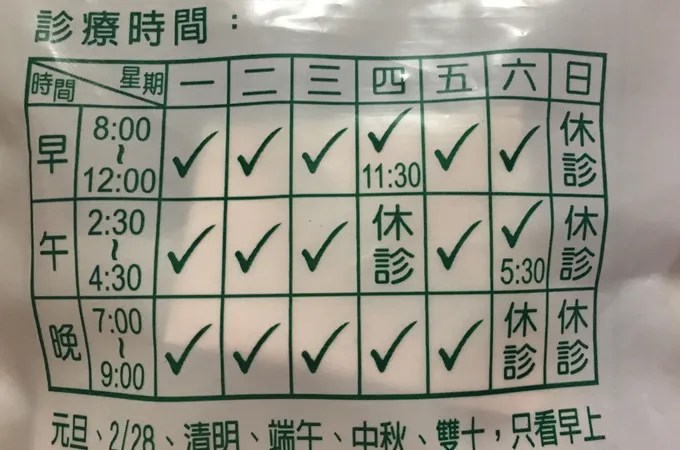 診療時間：
時間 星期 一 二 三 四 五 六 日
早 8:00~12:00 ✓ ✓ ✓ ✓11:30 ✓ ✓ 休診
午 2:30~4:30 ✓ ✓ ✓ 休診 ✓ ✓5:30 休診
晚 7:00~9:00 ✓ ✓ ✓ ✓ ✓ 休診 休診
元旦、2/28、清明、端午、中秋、雙十，只看早上